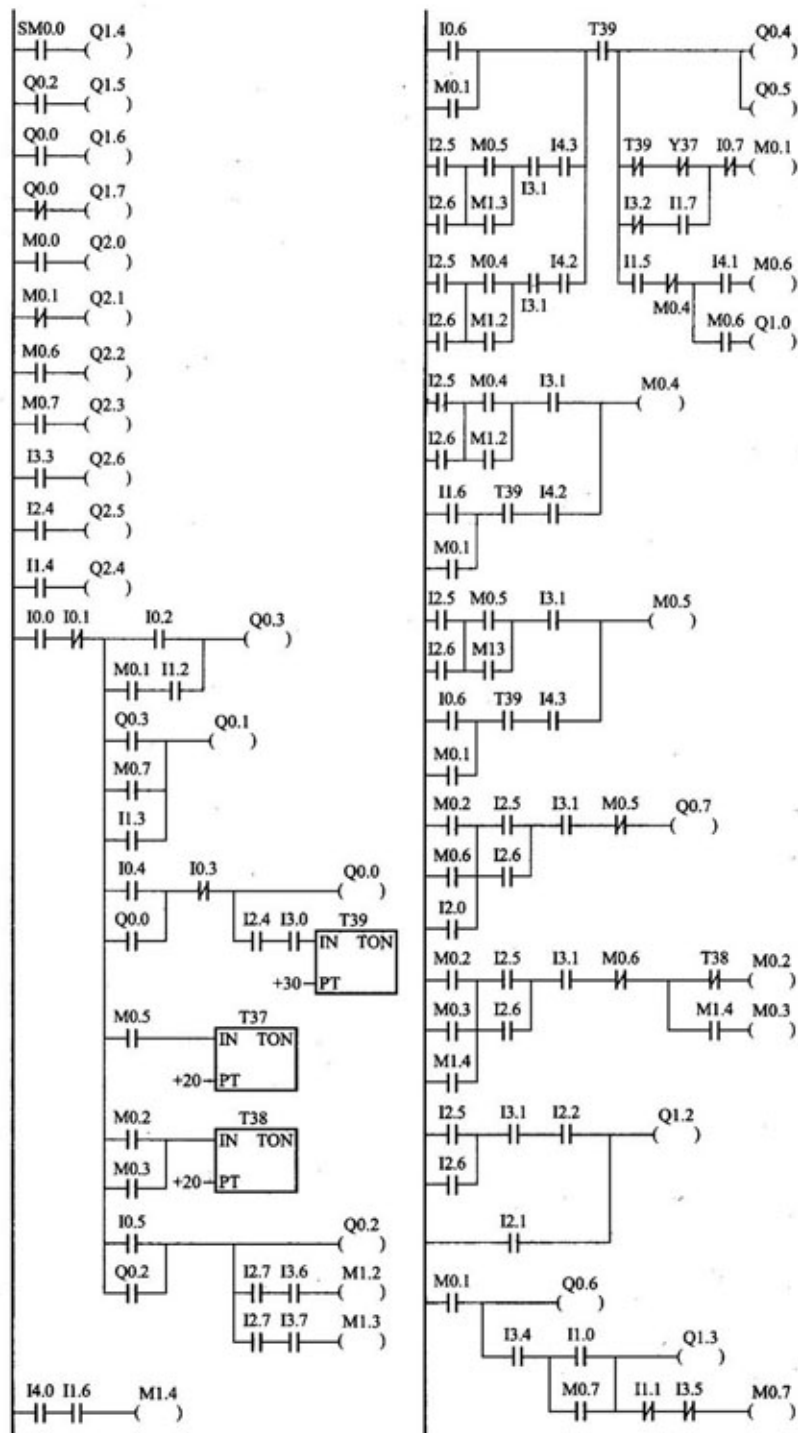 SM0.0 Q1.4
Q0.2 Q1.5
Q0.0 Q1.6
Q0.0 Q1.7
M0.0 Q2.0
M0.1 Q2.1
M0.6 Q2.2
M0.7 Q2.3
I3.3 Q2.6
I2.4 Q2.5
I1.4 Q2.4
I0.0 I0.1 I0.2 Q0.3
M0.1 I1.2
Q0.3 Q0.1
M0.7
I1.3
I0.4 I0.3 Q0.0
Q0.0 I2.4 I3.0 T39
IN TON
+30 PT
M0.5 T37
IN TON
+20 PT
M0.2 T38
IN TON
M0.3
+20 PT
I0.5 Q0.2
Q0.2 I2.7 I3.6 M1.2
I2.7 I3.7 M1.3
I4.0 I1.6 M1.4
I0.6 T39 Q0.4
M0.1 Q0.5
I2.5 M0.5 I4.3 T39 Y37 I0.7 M0.1
I3.1
I2.6 M1.3 I3.2 I1.7
I2.5 M0.4 I4.2 I1.5 I4.1 M0.6
I3.1 M0.4
I2.6 M1.2 M0.6 Q1.0
I2.5 M0.4 I3.1 M0.4
I2.6 M1.2
I1.6 T39 I4.2
M0.1
I2.5 M0.5 I3.1 M0.5
I2.6 M13
I0.6 T39 I4.3
M0.1
M0.2 I2.5 I3.1 M0.5 Q0.7
M0.6 I2.6
I2.0
M0.2 I2.5 I3.1 M0.6 T38 M0.2
M0.3 I2.6 M1.4 M0.3
M1.4
I2.5 I3.1 I2.2 Q1.2
I2.6
I2.1
M0.1 Q0.6
I3.4 I1.0 Q1.3
M0.7 I1.1 I3.5 M0.7